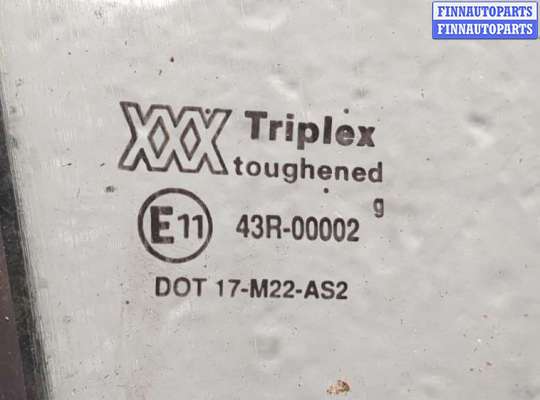 FINNAUTOPARTS
FINNAUTOPARTS
XXX Triplex
toughened
g
E11 43R-00002
DOT 17-M22-AS2